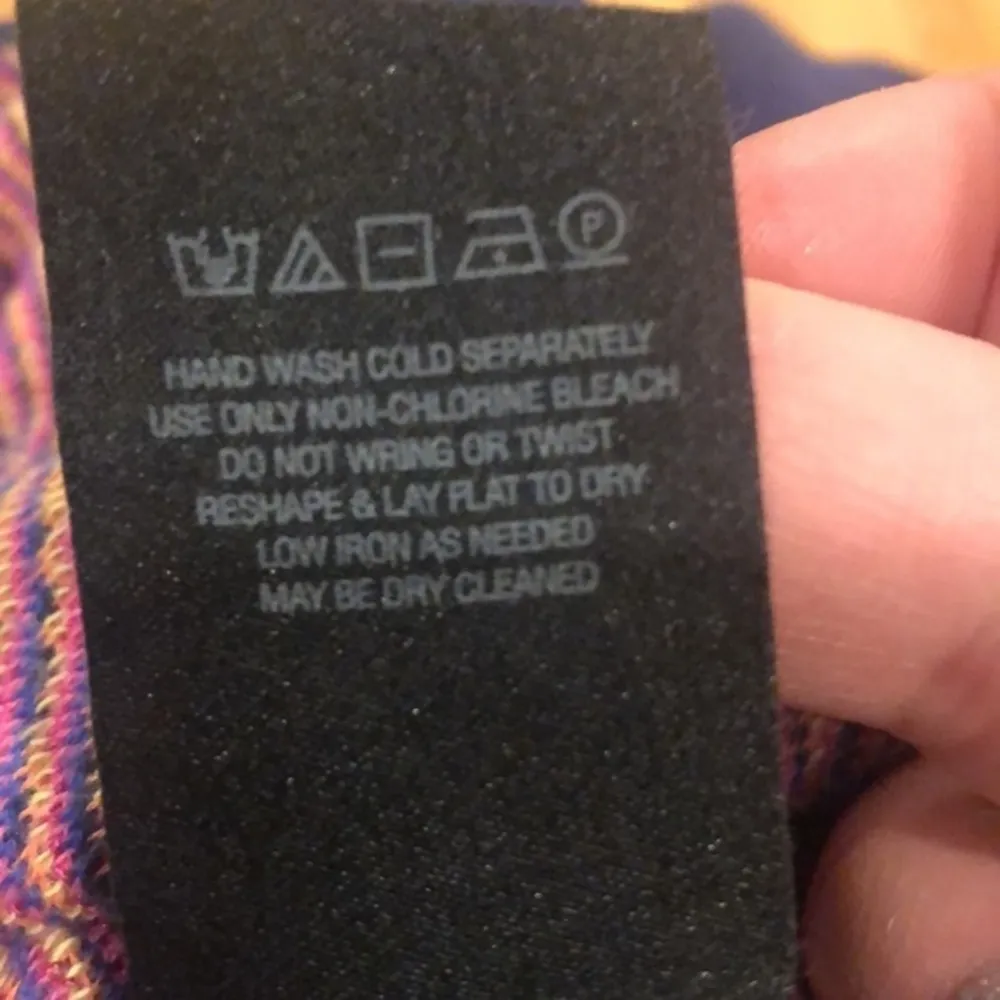 P
HAND WASH COLD SEPARATELY
USE ONLY NON-CHLORINE BLEACH
DO NOT WRING OR TWIST
RESHAPE & LAY FLAT TO DRY
LOW IRON AS NEEDED
MAY BE DRY CLEANED